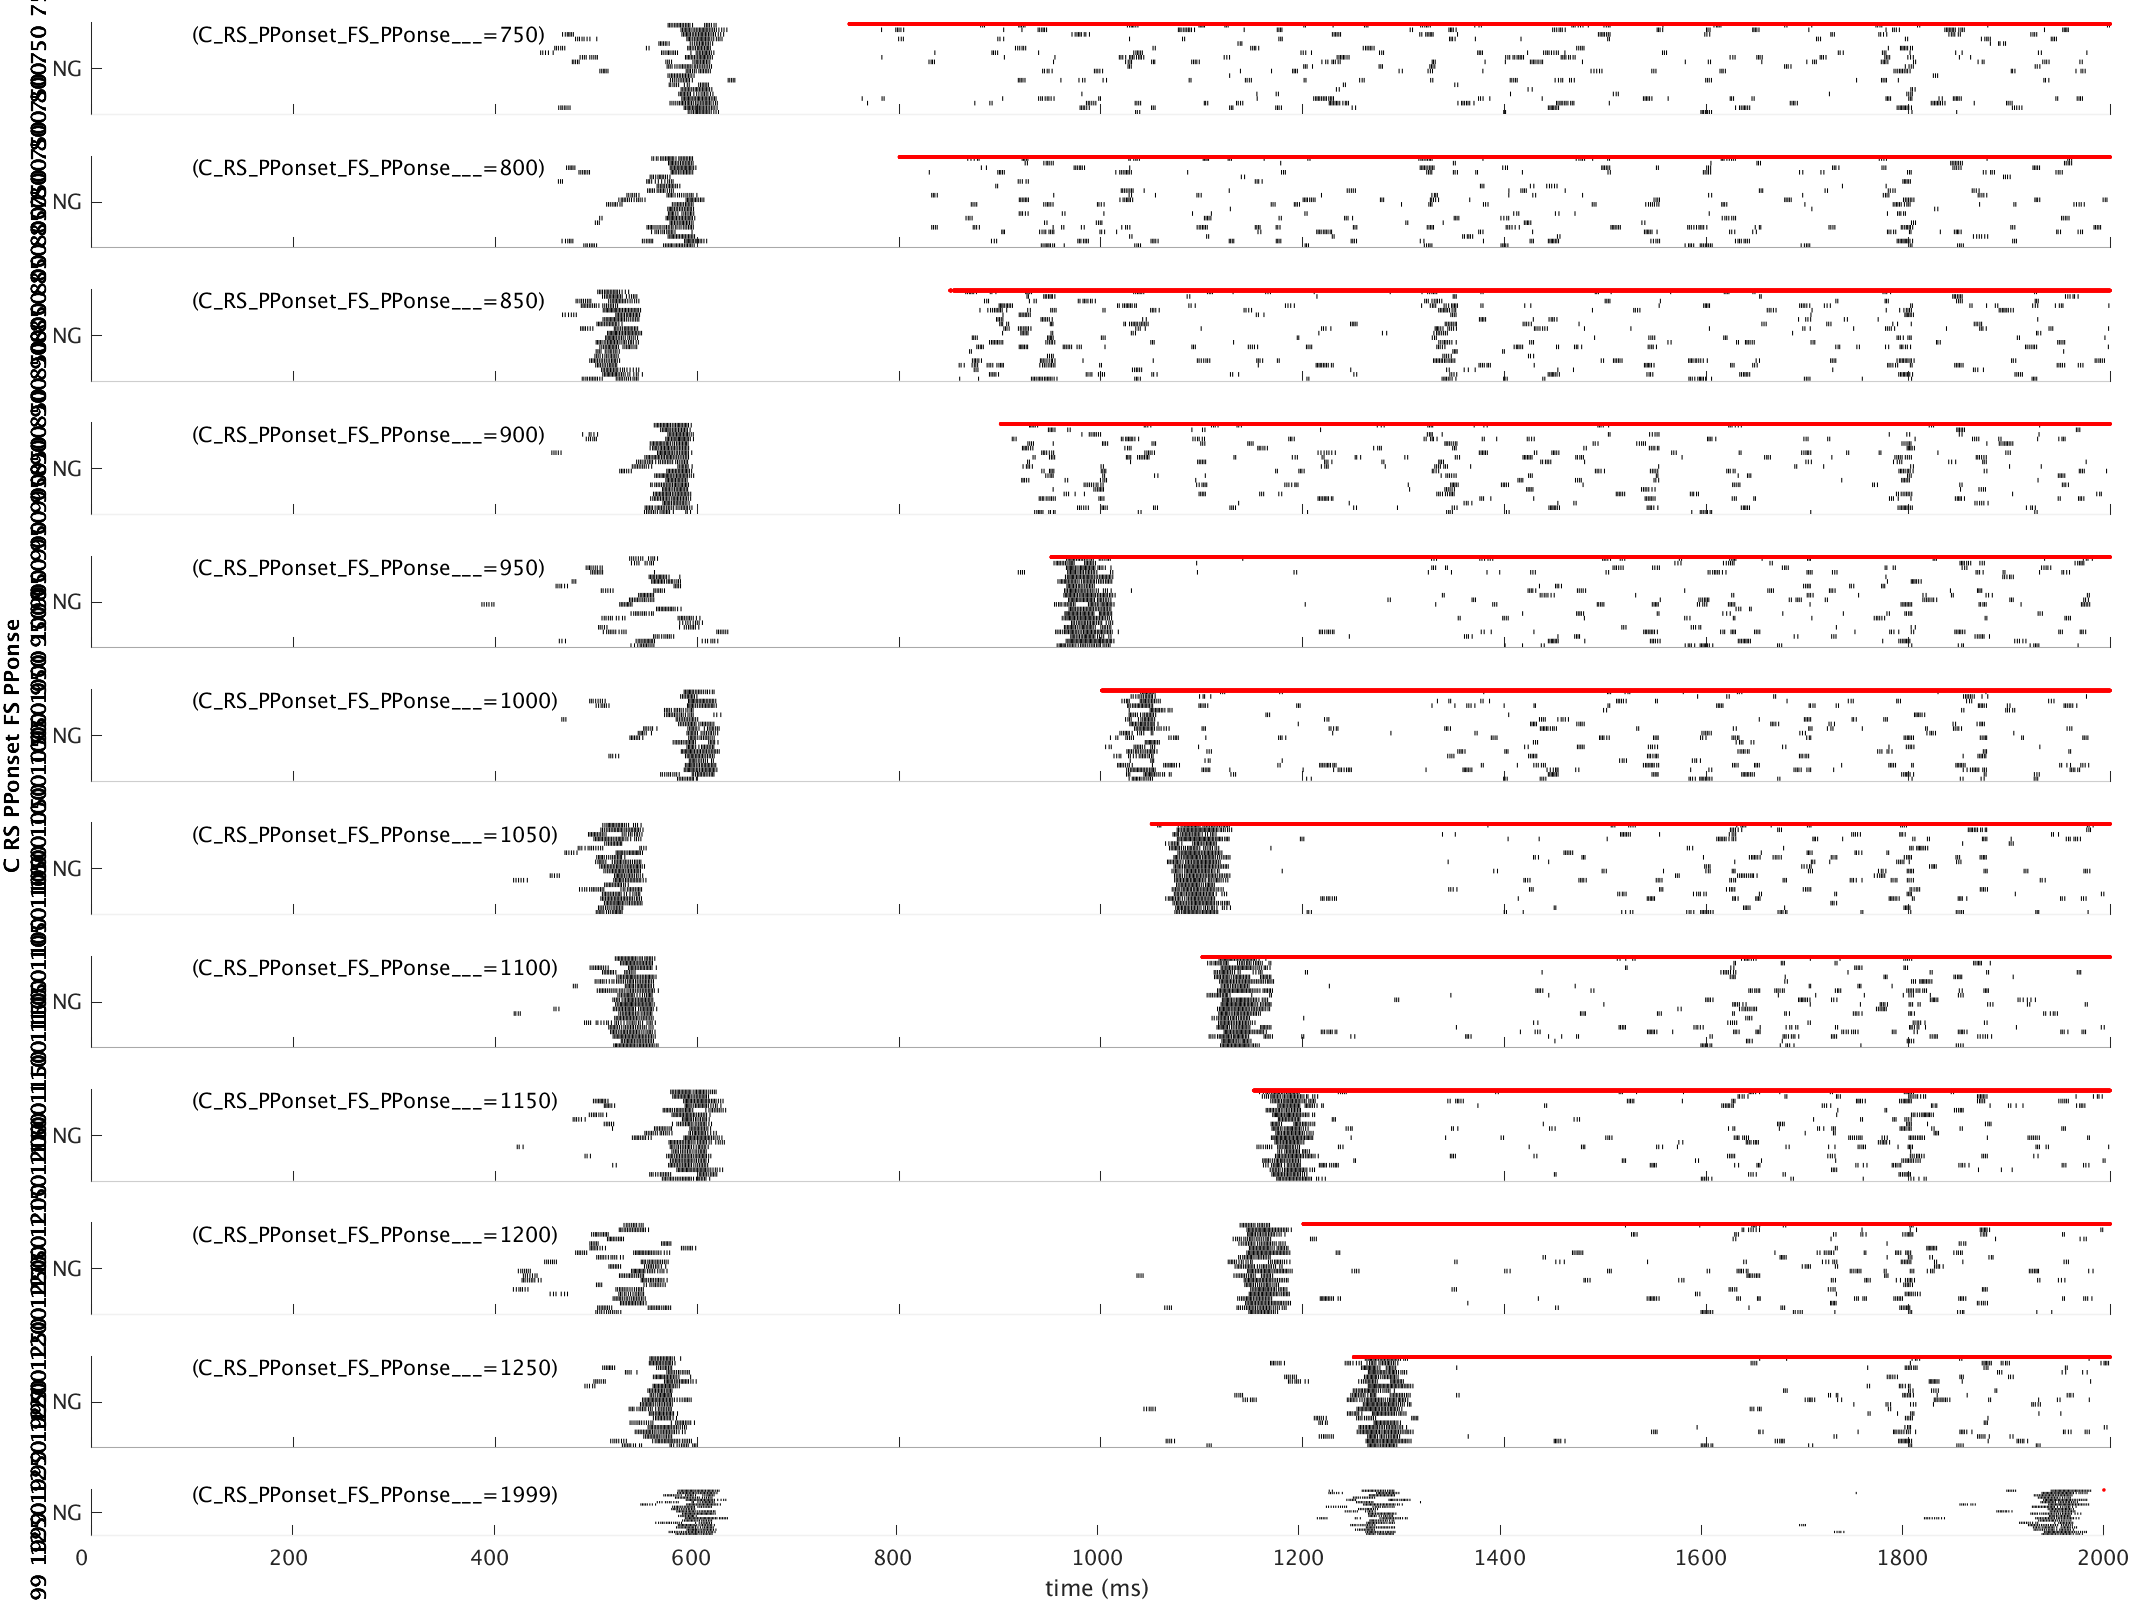 (C_RS_PPonset_FS_PPonse___=750)
NG
(C_RS_PPonset_FS_PPonse___=800)
NG
(C_RS_PPonset_FS_PPonse___=850)
NG
(C_RS_PPonset_FS_PPonse___=900)
NG
(C_RS_PPonset_FS_PPonse___=950)
NG
(C_RS_PPonset_FS_PPonse___=1000)
NG
(C_RS_PPonset_FS_PPonse___=1050)
NG
(C_RS_PPonset_FS_PPonse___=1100)
NG
(C_RS_PPonset_FS_PPonse___=1150)
NG
(C_RS_PPonset_FS_PPonse___=1200)
NG
(C_RS_PPonset_FS_PPonse___=1250)
NG
(C_RS_PPonset_FS_PPonse___=1999)
NG
C RS PPonset FS PPonse
0 200 400 600 800 1000 1200 1400 1600 1800 2000
time (ms)